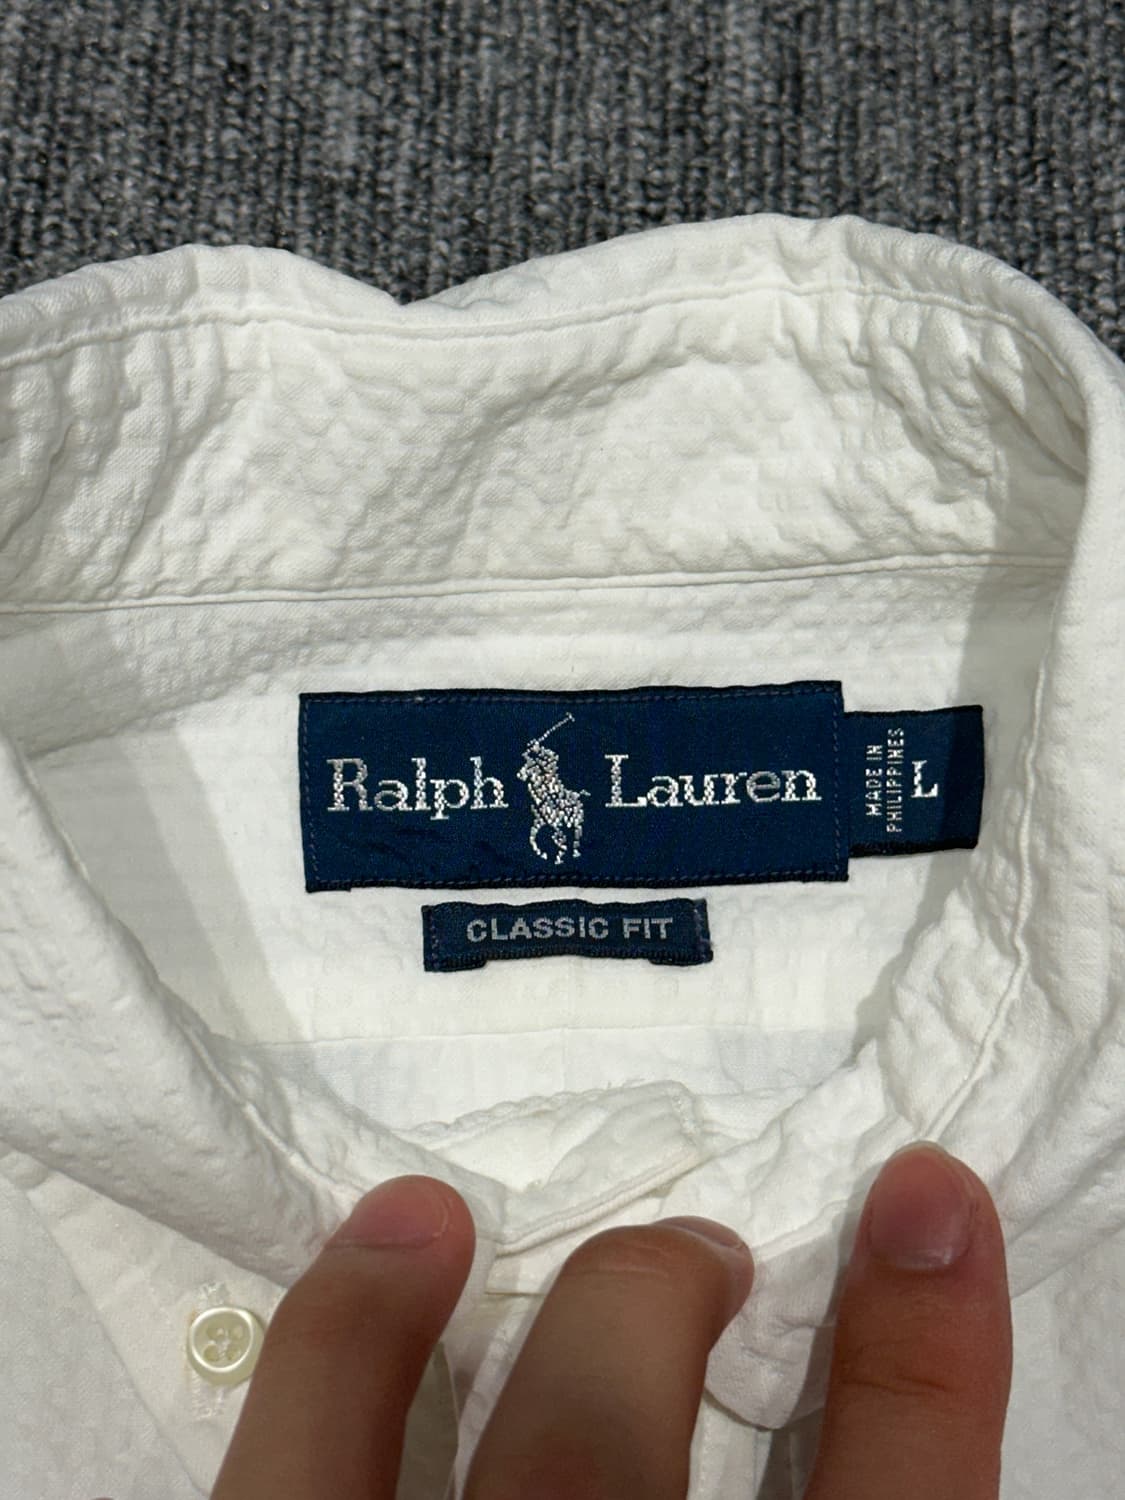 Ralph Lauren
MADE IN
PHILIPPINES
L
CLASSIC FIT